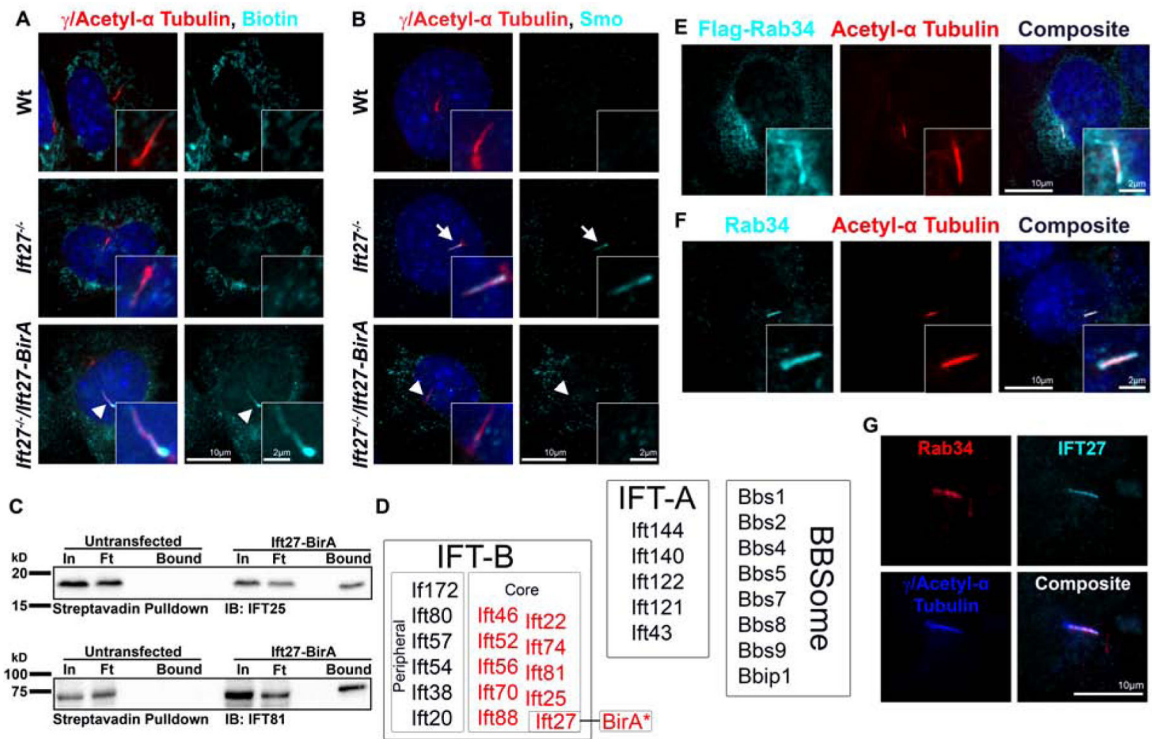 A
γ/Acetyl-α Tubulin, Biotin
Wt
Ift27-/-
Ift27-/-/Ift27-BirA
10µm
2µm
B
γ/Acetyl-α Tubulin, Smo
Wt
Ift27-/-
Ift27-/-/Ift27-BirA
10µm
2µm
C
Untransfected
Ift27-BirA
kD
In
Ft
Bound
In
Ft
Bound
20
15
Streptavadin Pulldown
IB: IFT25
Untransfected
Ift27-BirA
kD
In
Ft
Bound
In
Ft
Bound
100
75
Streptavadin Pulldown
IB: IFT81
D
IFT-B
Peripheral
If172
Ift80
Ift57
Ift54
Ift38
Ift20
Core
Ift46
Ift52
Ift56
Ift70
Ift88
Ift22
Ift74
Ift81
Ift25
Ift27
BirA*
IFT-A
Ift144
Ift140
Ift122
Ift121
Ift43
Bbs1
Bbs2
Bbs4
Bbs5
Bbs7
Bbs8
Bbs9
Bbip1
BBSome
E
Flag-Rab34
Acetyl-α Tubulin
Composite
10µm
2µm
F
Rab34
Acetyl-α Tubulin
Composite
10µm
2µm
G
Rab34
IFT27
γ/Acetyl-α
Tubulin
Composite
10µm